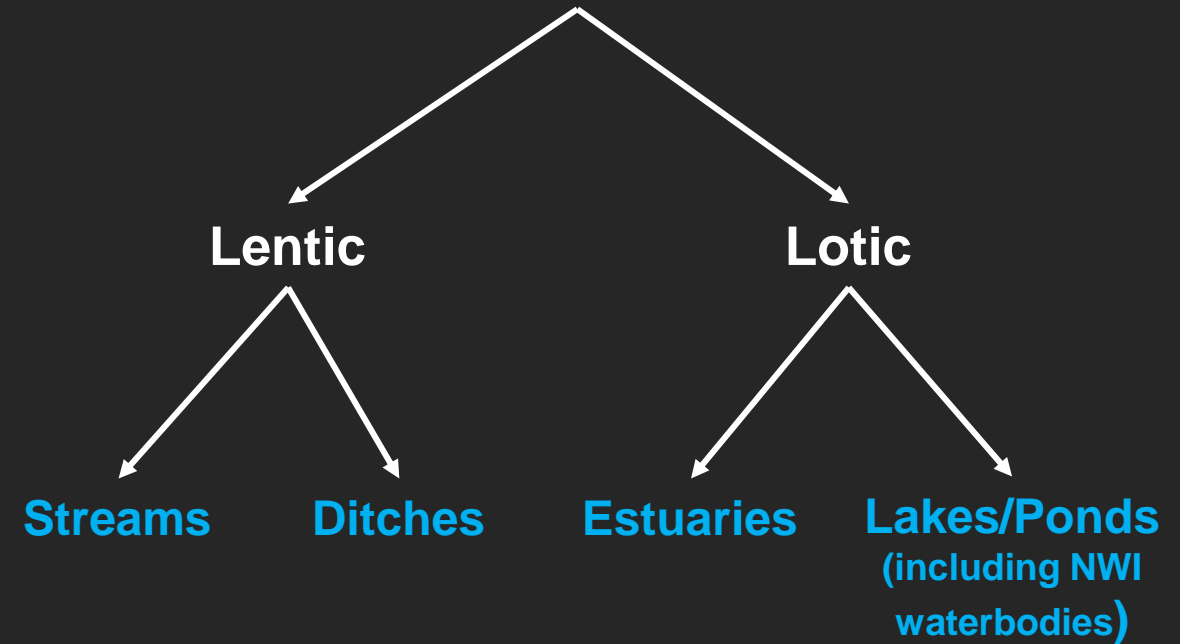 Lentic
Lotic
Streams
Ditches
Estuaries
Lakes/Ponds
(including NWI
waterbodies)